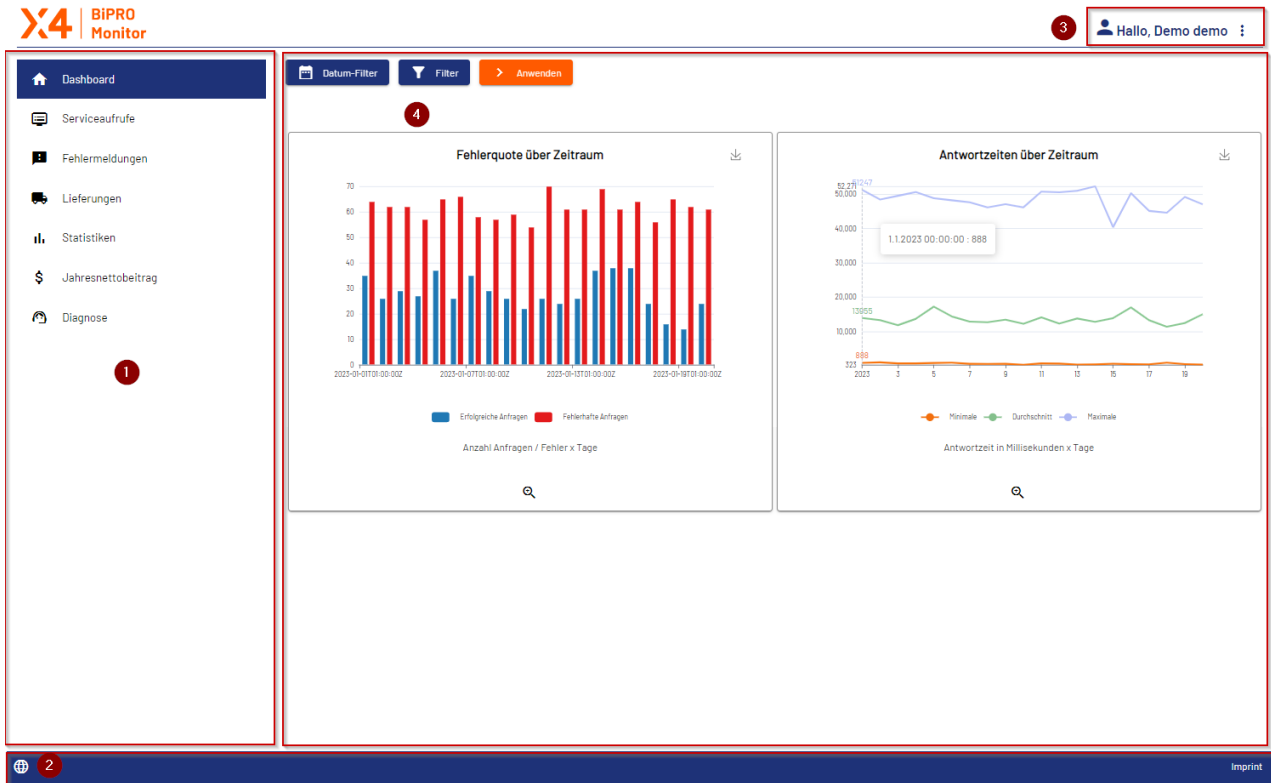 X4 BiPRO
Monitor
3
Hallo, Demo demo
Dashboard
Serviceaufrufe
Fehlermeldungen
Lieferungen
Statistiken
$ Jahresnettobeitrag
Diagnose
1
Datum-Filter
Filter
Anwenden
4
Fehlerquote über Zeitraum
70
60
50
40
30
20
10
0
2023-01-01T01:00:00Z 2023-01-07T01:00:00Z 2023-01-13T01:00:00Z 2023-01-19T01:00:00Z
Erfolgreiche Anfragen Fehlerhafte Anfragen
Anzahl Anfragen / Fehler x Tage
Antwortzeiten über Zeitraum
52,271
50,000
40,000
1.1.2023 00:00:00 : 888
30,000
20,000
13955
10,000
888
323
2023 3 5 7 9 11 13 15 17 19
Minimale Durchschnitt Maximale
Antwortzeit in Millisekunden x Tage
2
Imprint